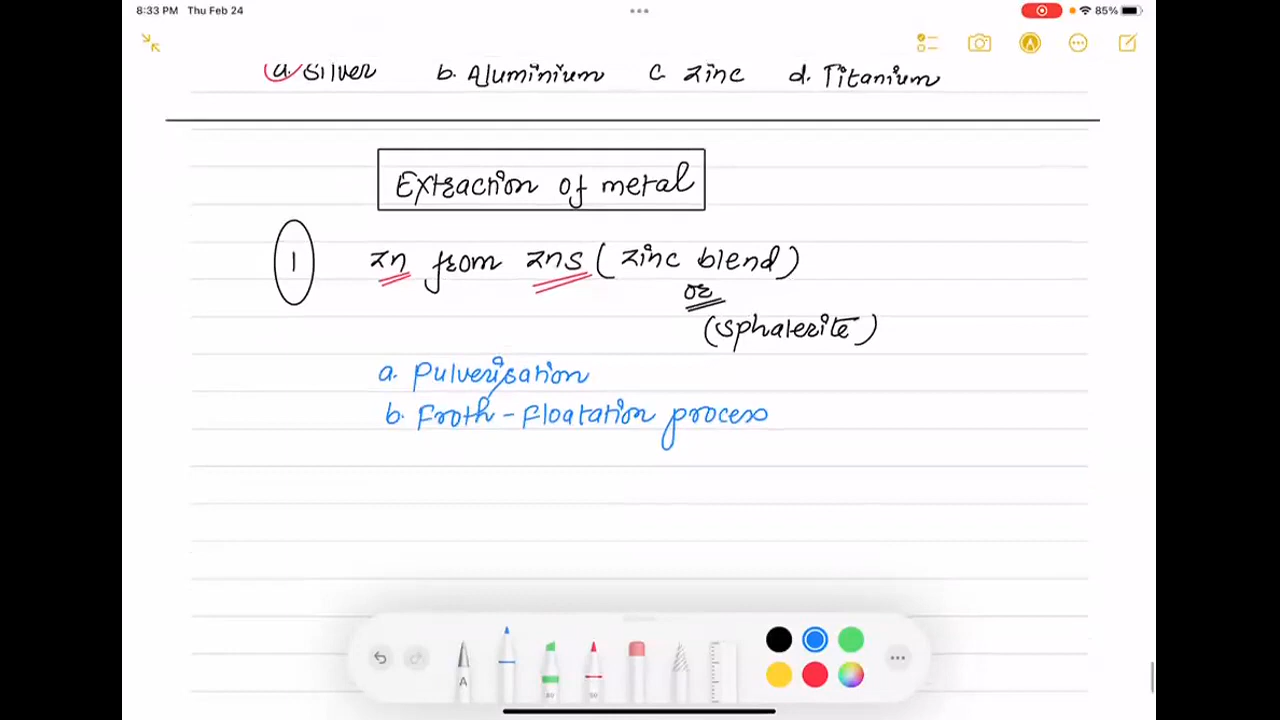 8:33 PM Thu Feb 24 85%
a. Silver b. Aluminium c. Zinc d. Titanium
Extraction of metal
1 Zn from Zns (Zinc blend)
or
(sphalerite)
a. Pulverisation
b. Froth-Floatation process
A